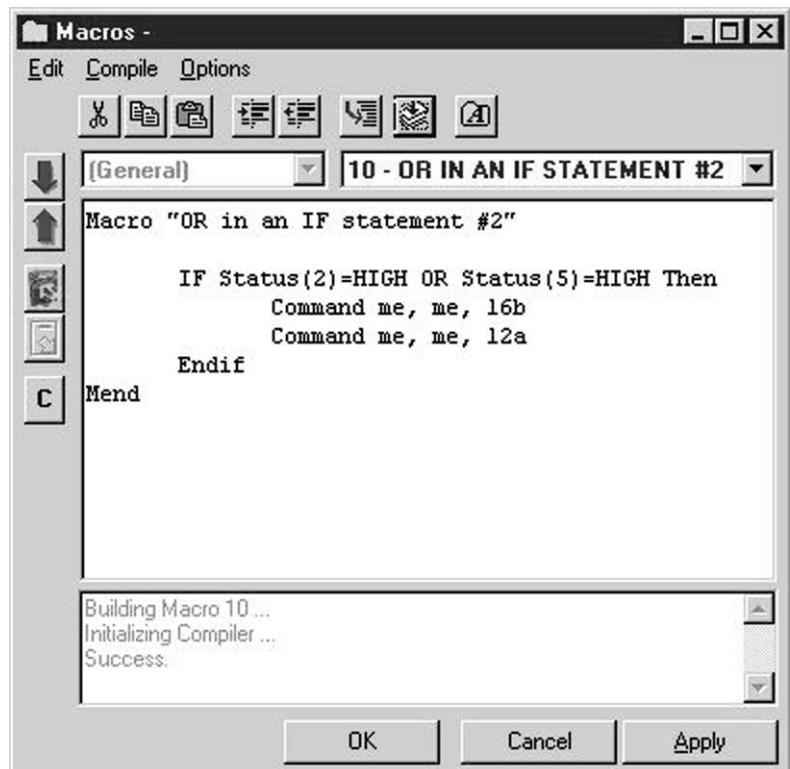 Macros -
Edit Compile Options
(General) 10 - OR IN AN IF STATEMENT #2
Macro "OR in an IF statement #2"
IF Status(2)=HIGH OR Status(5)=HIGH Then
Command me, me, 16b
Command me, me, 12a
Endif
C
Mend
Building Macro 10 ...
Initializing Compiler ...
Success.
OK Cancel Apply